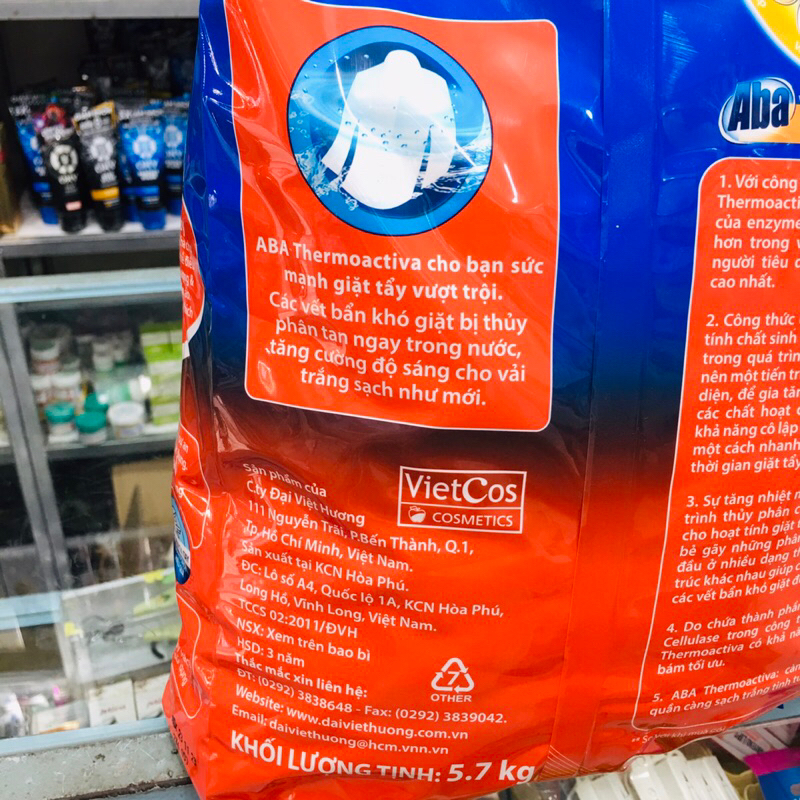 ABA Thermoactiva cho bạn sức
mạnh giặt tẩy vượt trội.
Các vết bẩn khó giặt bị thủy
phân tán ngay trong nước,
tăng cường độ sáng cho vải
trắng sạch như mới.
Sản phẩm của
C.ty Đại Việt Hương
111 Nguyễn Trãi, P.Bến Thành, Q.1,
Tp.Hồ Chí Minh, Việt Nam.
Sản xuất tại KCN Hòa Phú.
ĐC: Lô số A4, Quốc lộ 1A, KCN Hòa Phú,
Long Hồ, Vĩnh Long, Việt Nam.
TCCS 02:2011/ĐVH
NSX: Xem trên bao bì
HSD: 3 năm
Thắc mắc xin liên hệ:
ĐT: (0292) 3838648 - Fax: (0292) 3839042.
Website: www.daiviethuong.com.vn
Email: daiviethuong@hcm.vnn.vn
KHỐI LƯỢNG TỊNH: 5.7 kg
VietCos
COSMETICS
7
OTHER
Aba
1. Với công
Thermoacti
của enzyme
hơn trong
người tiêu
cao nhất.
2. Công thức
tính chất sinh
trong quá trìn
nên một tiến tr
diện, để gia tăn
các chất hoạt
khả năng cô lập
một cách nhanh
thời gian giặt tẩy
3. Sự tăng nhiệt
trình thủy phân
cho hoạt tính giặt
bẻ gãy những phâ
đầu ở nhiều dạng
trúc khác nhau giúp
các vết bẩn khó giặt
4. Do chứa thành phầ
Cellulase trong công
Thermoactiva có khả
bám tối ưu.
5. ABA Thermoactiva: càn
quần càng sạch trắng tinh